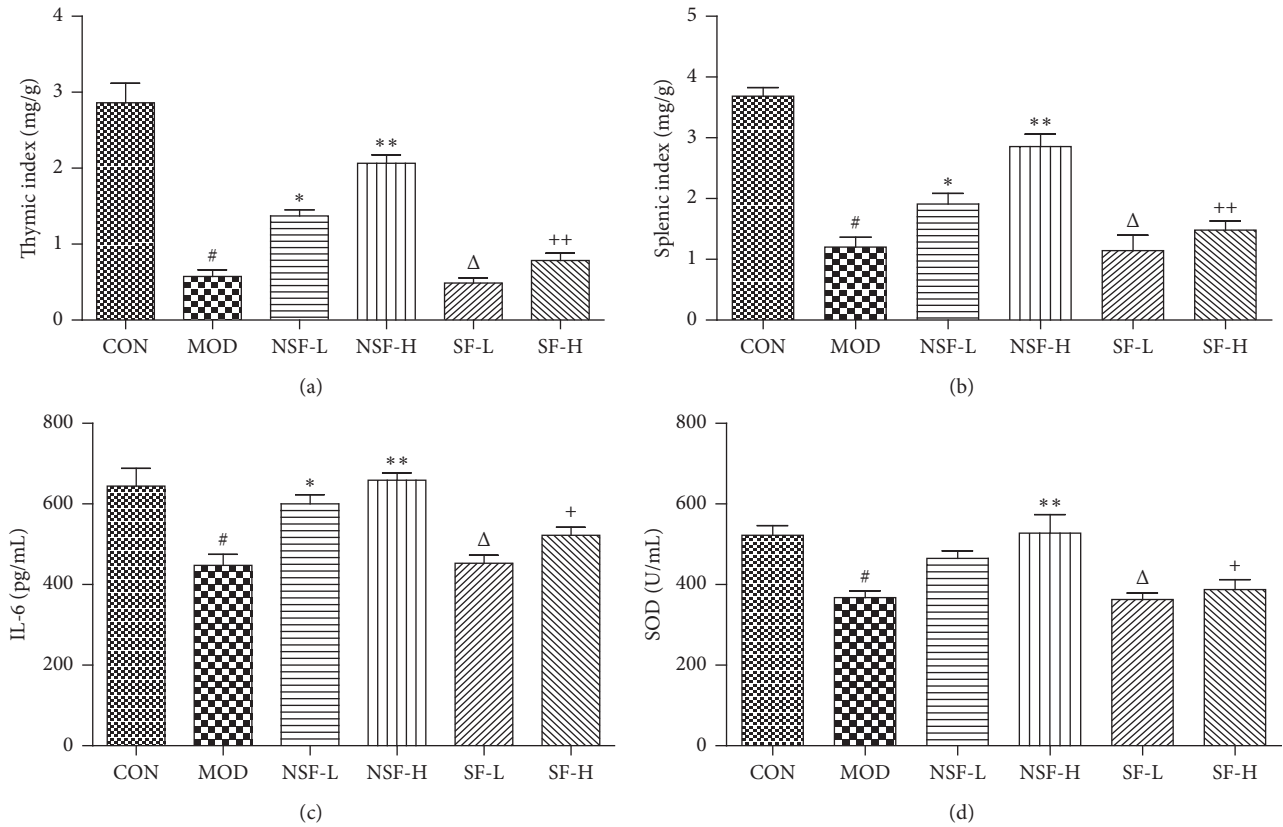 4
3
2
1
0
Thymic index (mg/g)
#
*
**
Δ
++
CON MOD NSF-L NSF-H SF-L SF-H
(a)
5
4
3
2
1
0
Splenic index (mg/g)
#
*
**
Δ
++
CON MOD NSF-L NSF-H SF-L SF-H
(b)
800
600
400
200
0
IL-6 (pg/mL)
#
*
**
Δ
+
CON MOD NSF-L NSF-H SF-L SF-H
(c)
800
600
400
200
0
SOD (U/mL)
#
**
Δ
+
CON MOD NSF-L NSF-H SF-L SF-H
(d)